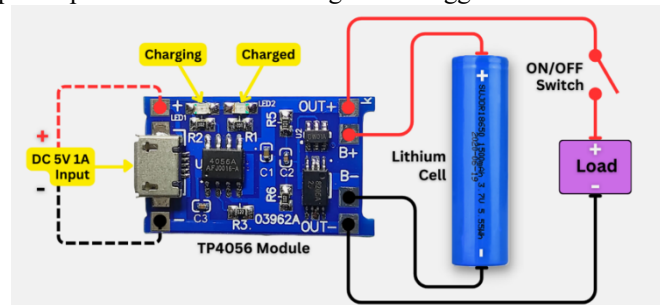 Charging
Charged
ON/OFF
Switch
DC 5V 1A
Input
Lithium
Cell
Load
TP4056 Module
LED1
LED2
OUT+
R2
R1
R5
4056A
B+
B-
C1
C2
R6
C3
R3.
03962A
OUT-
+
-
+
-
+
-
+
-